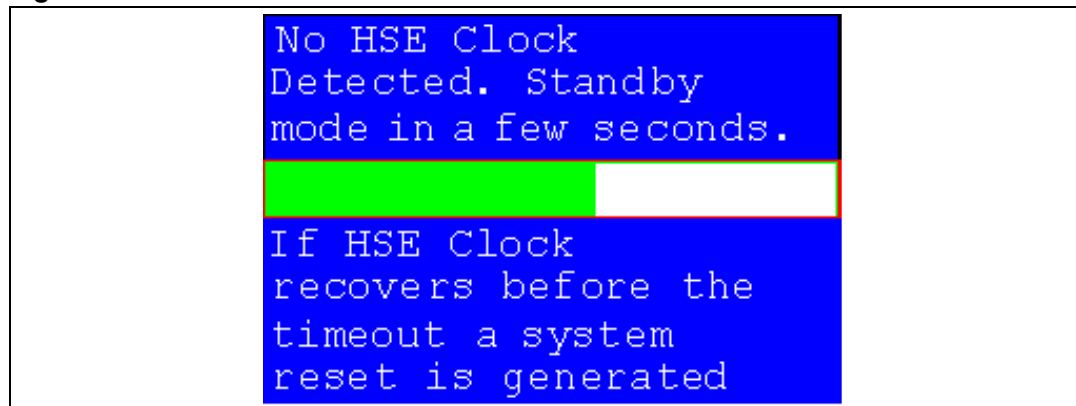 No HSE Clock
Detected. Standby
mode in a few seconds.
If HSE Clock
recovers before the
timeout a system
reset is generated